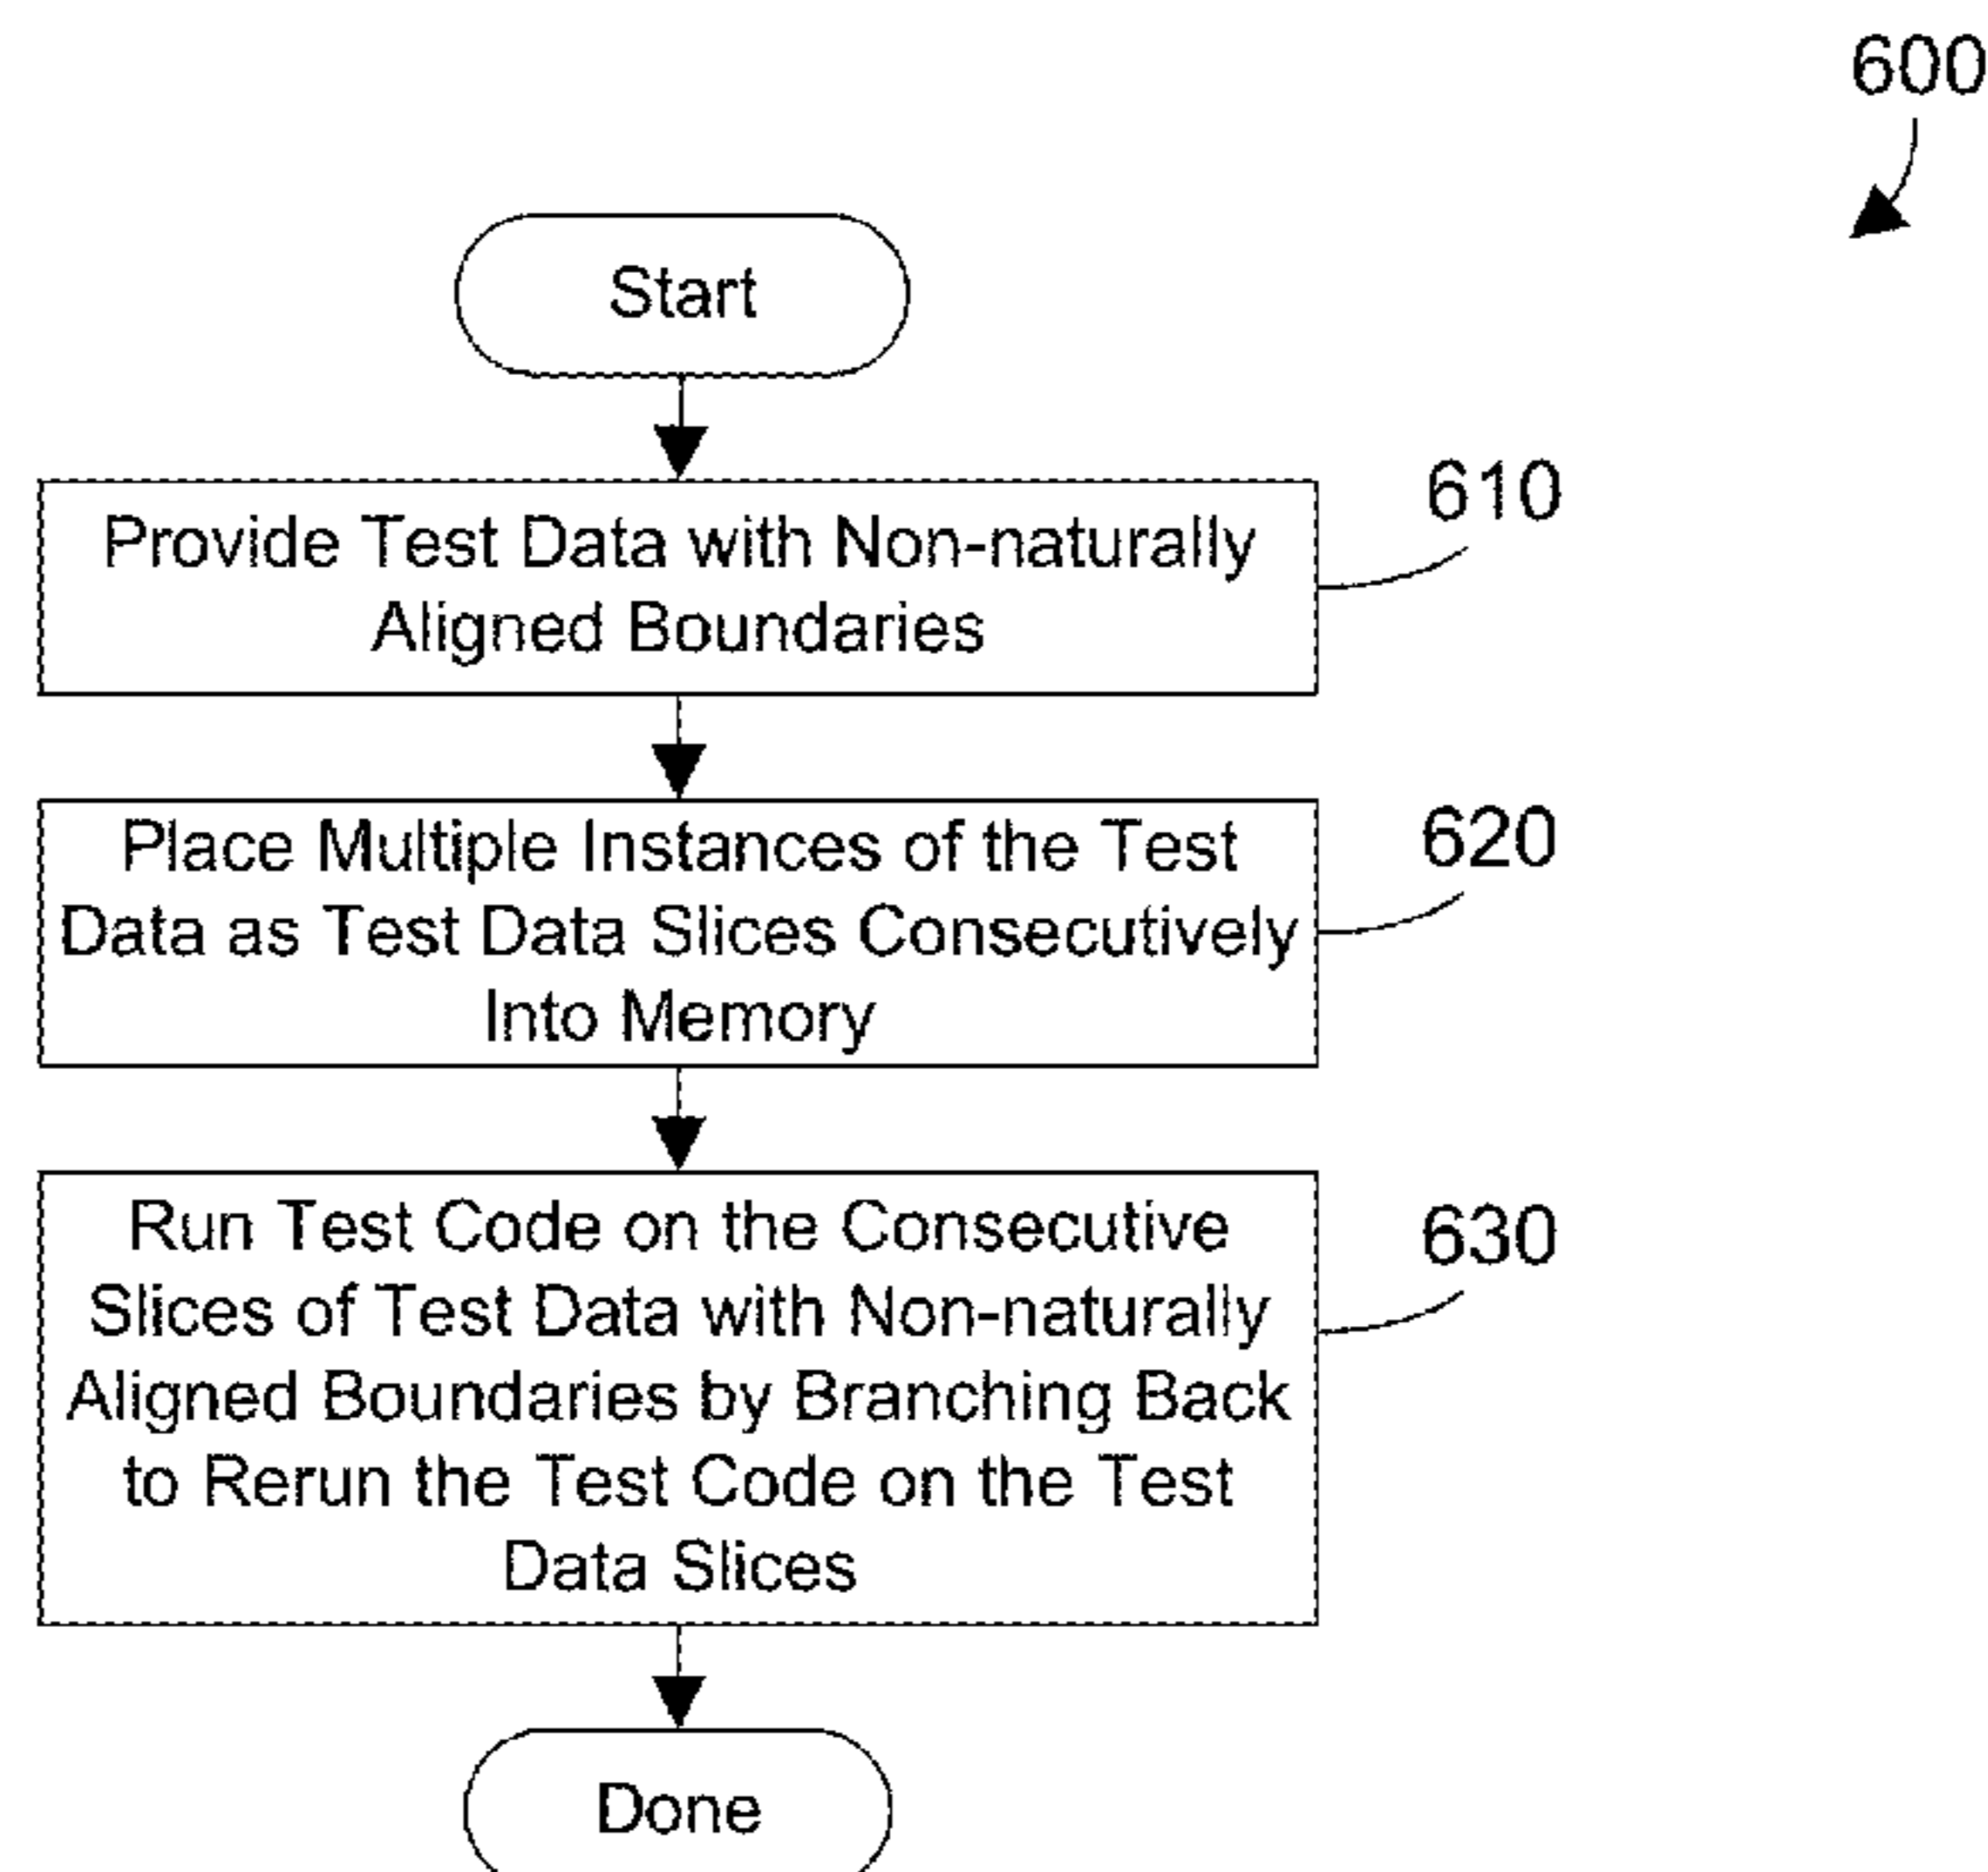 600
Start
Provide Test Data with Non-naturally
Aligned Boundaries
610
Place Multiple Instances of the Test
Data as Test Data Slices Consecutively
Into Memory
620
Run Test Code on the Consecutive
Slices of Test Data with Non-naturally
Aligned Boundaries by Branching Back
to Rerun the Test Code on the Test
Data Slices
630
Done